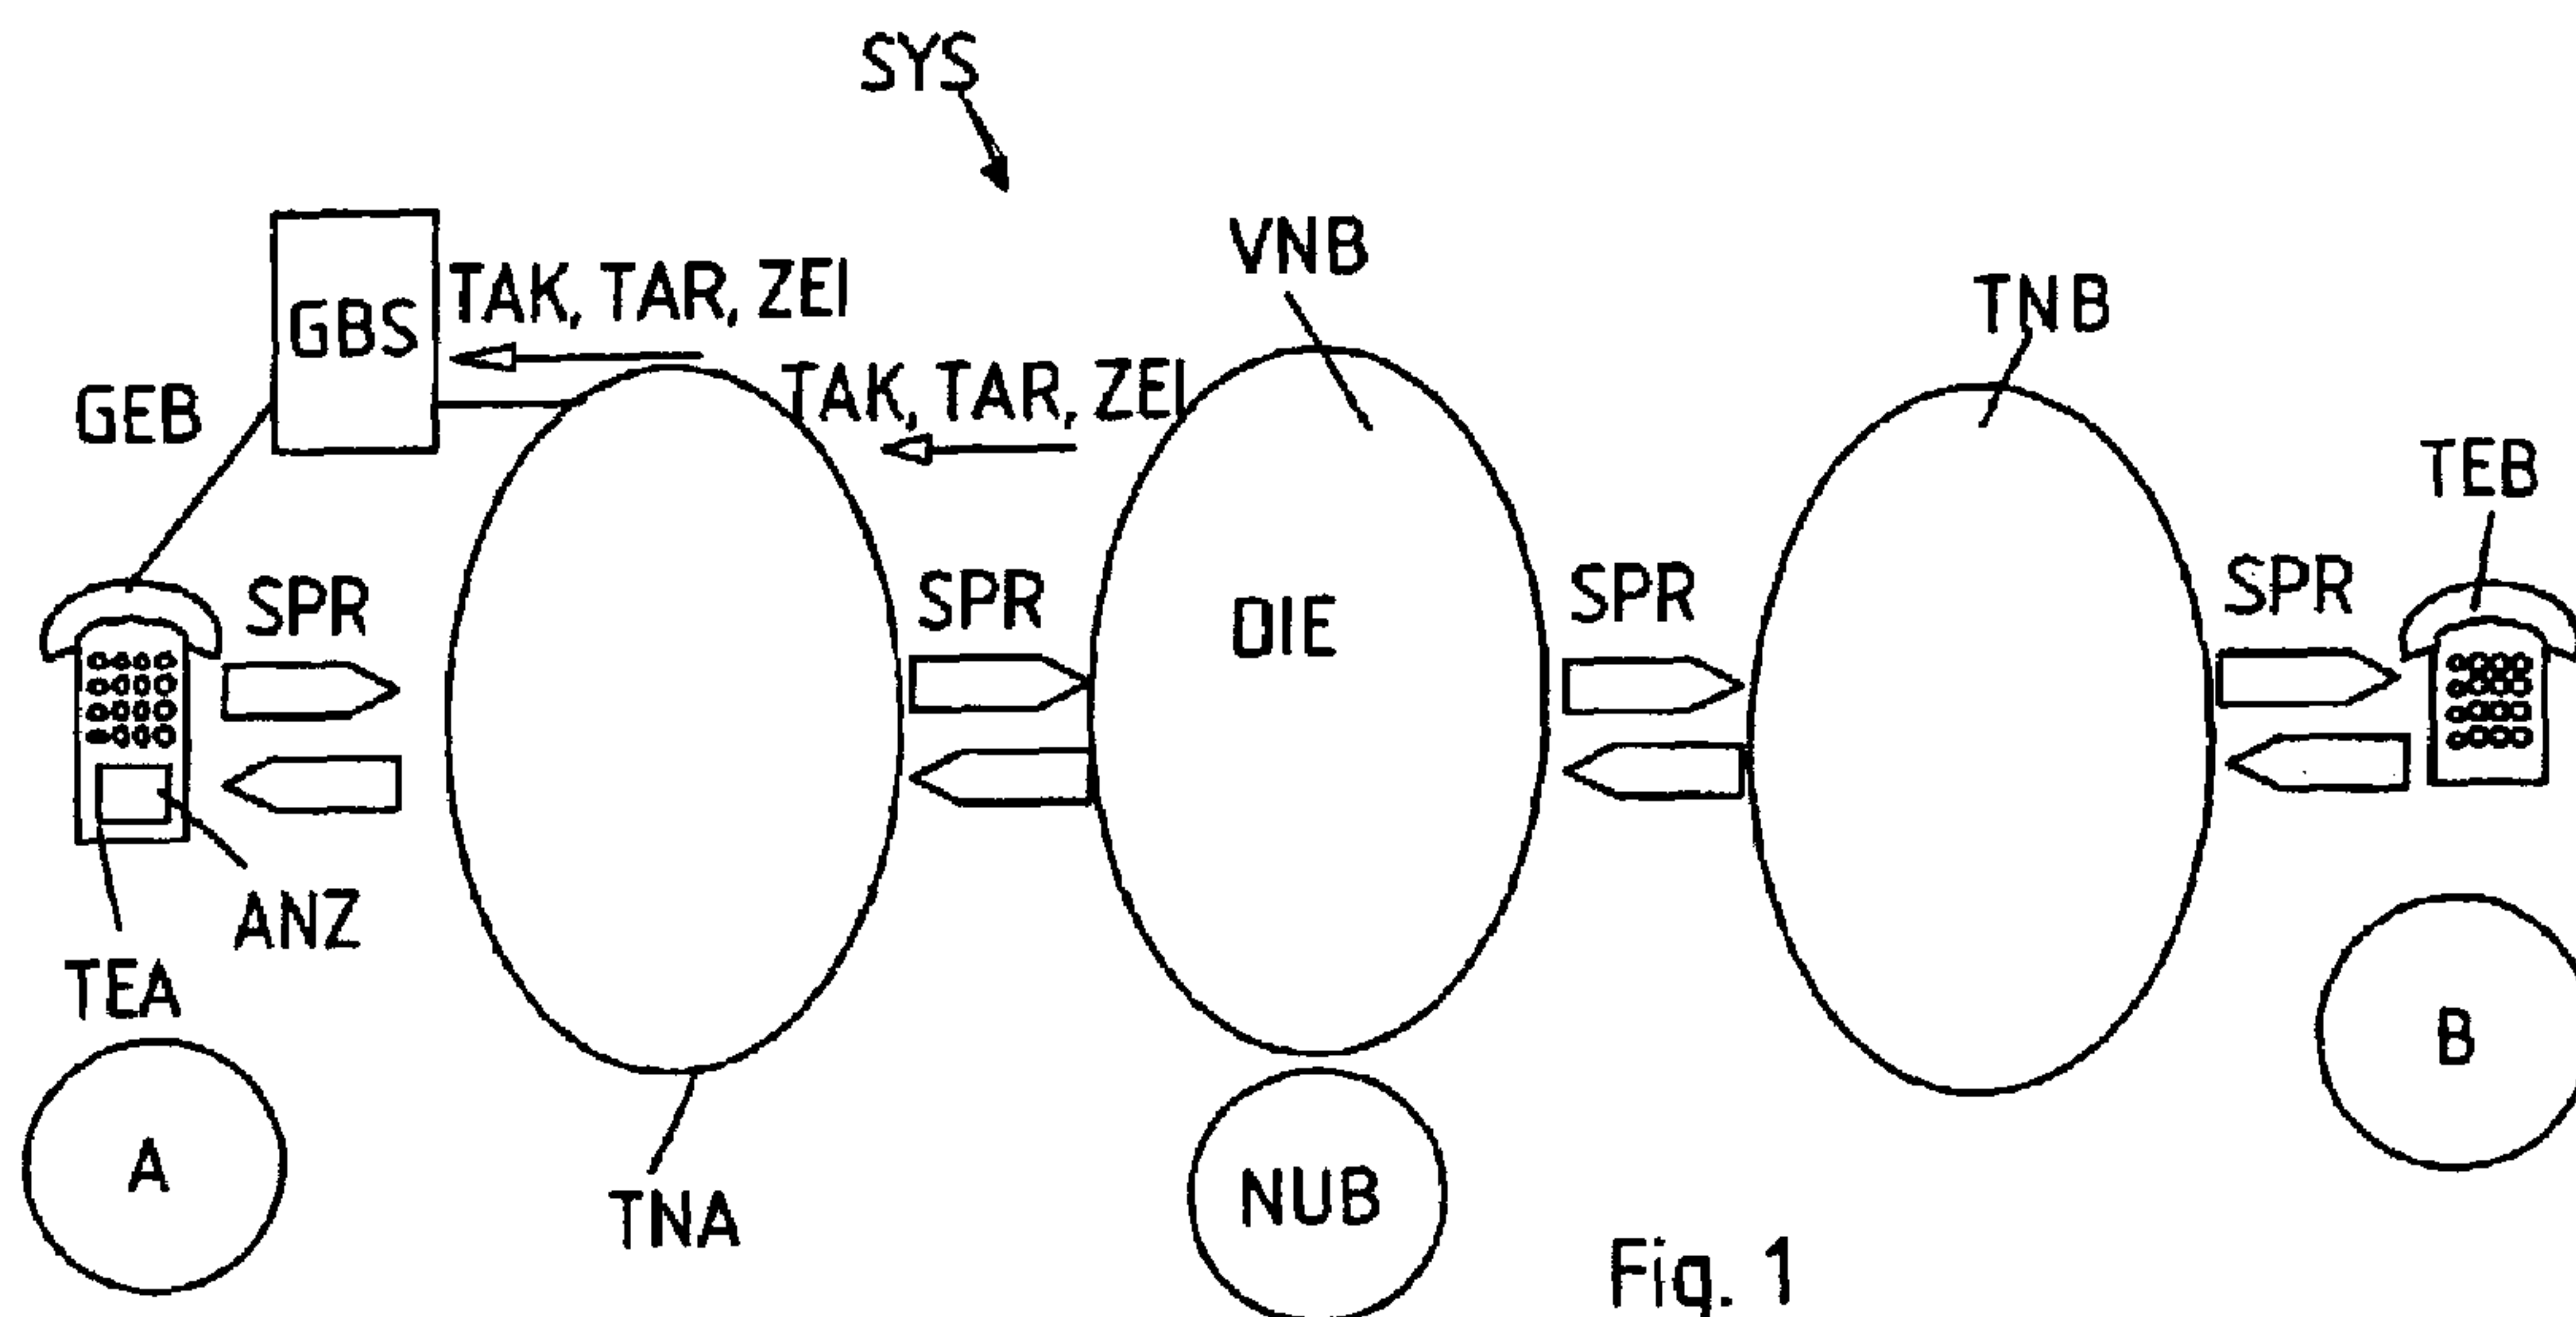 SYS
VNB
GBS
TAK, TAR, ZEI
TNB
GEB
TAK, TAR, ZEI
TEB
SPR
SPR
DIE
SPR
SPR
ANZ
TEA
A
TNA
NUB
B
Fig. 1